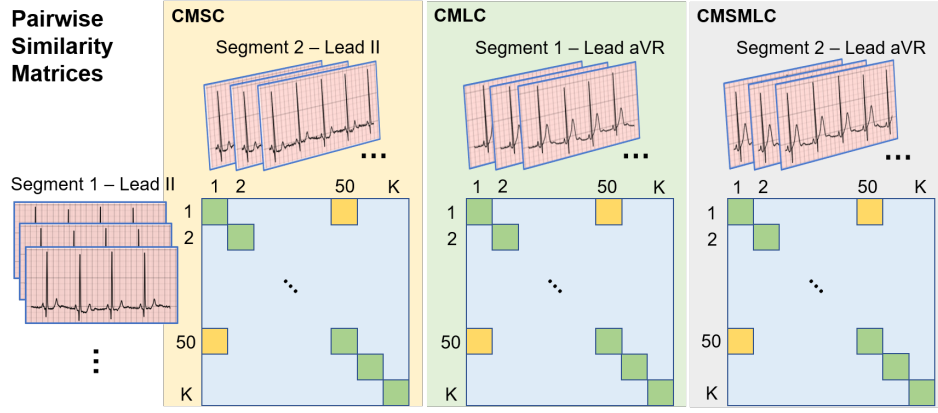 Pairwise
Similarity
Matrices
CMSC
Segment 2 – Lead II
...
CMLC
Segment 1 – Lead aVR
...
CMSMLC
Segment 2 – Lead aVR
...
Segment 1 – Lead II
1 2 50 K
1
2
50
K
1 2 50 K
1
2
50
K
1 2 50 K
1
2
50
K